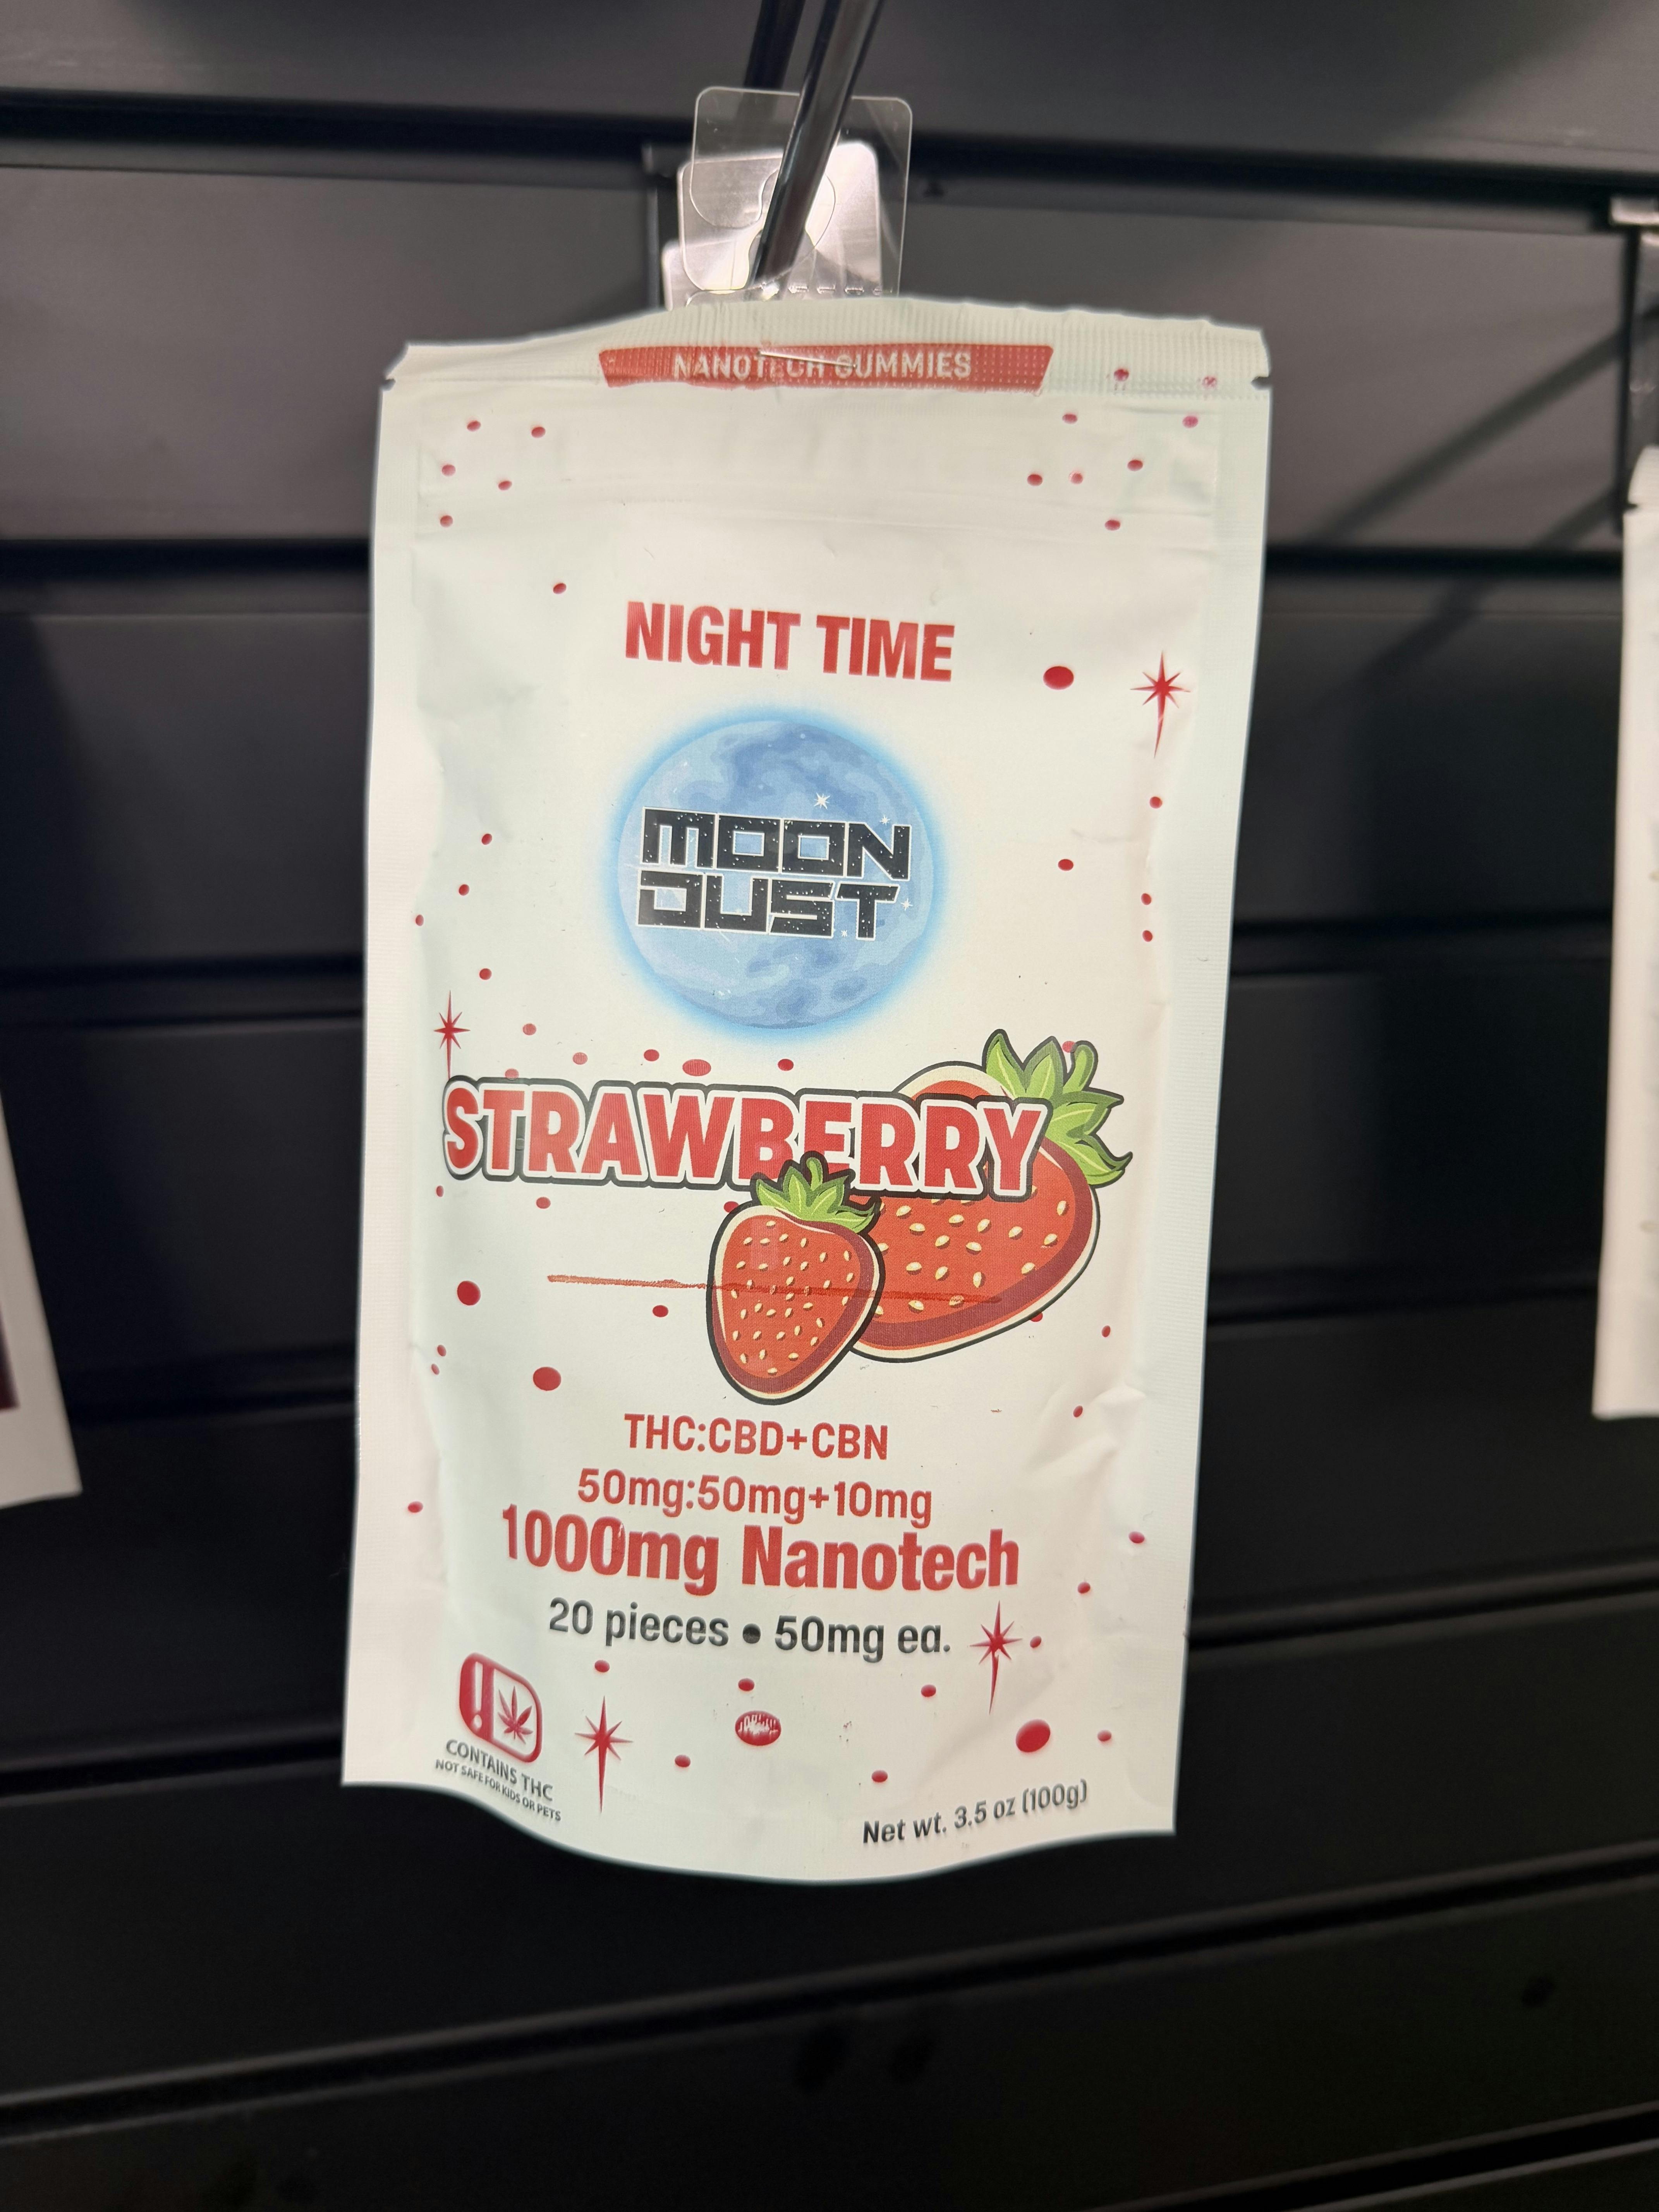 NANOTECH GUMMIES
NIGHT TIME
MOON
DUST
STRAWBERRY
THC:CBD+CBN
50mg:50mg+10mg
1000mg Nanotech
20 pieces • 50mg ea.
CONTAINS THC
NOT SAFE FOR KIDS OR PETS
Net wt. 3.5 oz (100g)